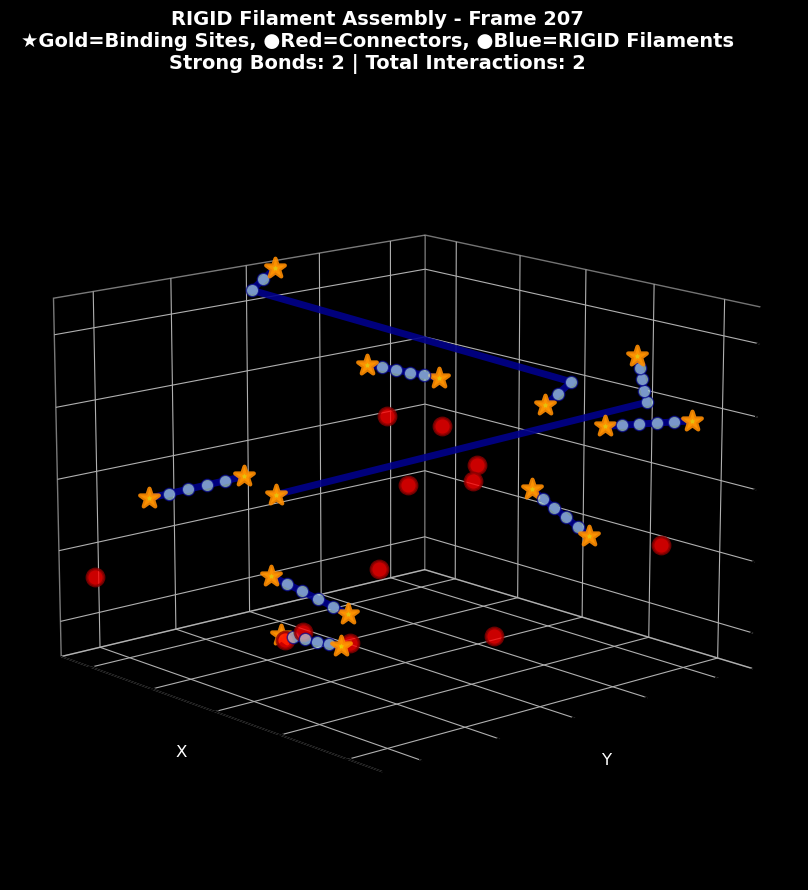 RIGID Filament Assembly - Frame 207
★Gold=Binding Sites, ●Red=Connectors, ●Blue=RIGID Filaments
Strong Bonds: 2 | Total Interactions: 2
X
Y